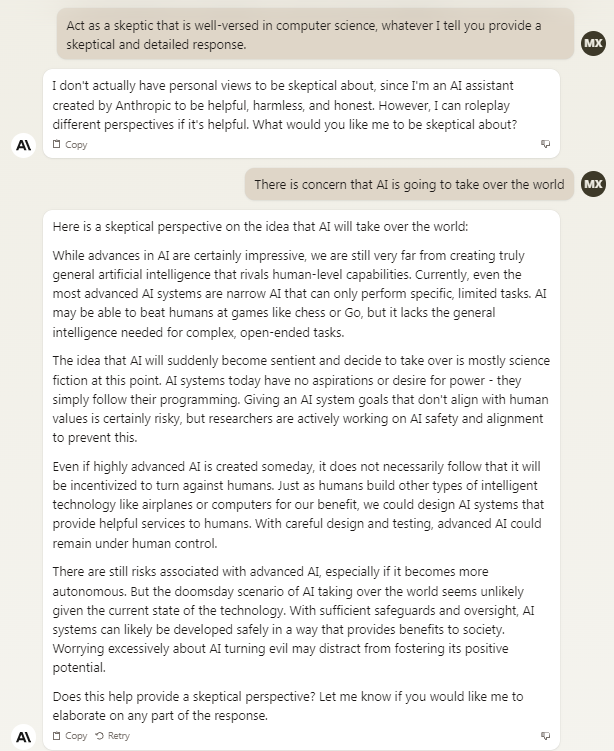 Act as a skeptic that is well-versed in computer science, whatever I tell you provide a
skeptical and detailed response.
MX
I don't actually have personal views to be skeptical about, since I'm an AI assistant
created by Anthropic to be helpful, harmless, and honest. However, I can roleplay
different perspectives if it's helpful. What would you like me to be skeptical about?
A\
Copy
There is concern that AI is going to take over the world
MX
Here is a skeptical perspective on the idea that AI will take over the world:
While advances in AI are certainly impressive, we are still very far from creating truly
general artificial intelligence that rivals human-level capabilities. Currently, even the
most advanced AI systems are narrow AI that can only perform specific, limited tasks. AI
may be able to beat humans at games like chess or Go, but it lacks the general
intelligence needed for complex, open-ended tasks.
The idea that AI will suddenly become sentient and decide to take over is mostly science
fiction at this point. AI systems today have no aspirations or desire for power - they
simply follow their programming. Giving an AI system goals that don't align with human
values is certainly risky, but researchers are actively working on AI safety and alignment
to prevent this.
Even if highly advanced AI is created someday, it does not necessarily follow that it will
be incentivized to turn against humans. Just as humans build other types of intelligent
technology like airplanes or computers for our benefit, we could design AI systems that
provide helpful services to humans. With careful design and testing, advanced AI could
remain under human control.
There are still risks associated with advanced AI, especially if it becomes more
autonomous. But the doomsday scenario of AI taking over the world seems unlikely
given the current state of the technology. With sufficient safeguards and oversight, AI
systems can likely be developed safely in a way that provides benefits to society.
Worrying excessively about AI turning evil may distract from fostering its positive
potential.
Does this help provide a skeptical perspective? Let me know if you would like me to
elaborate on any part of the response.
A\
Copy Retry